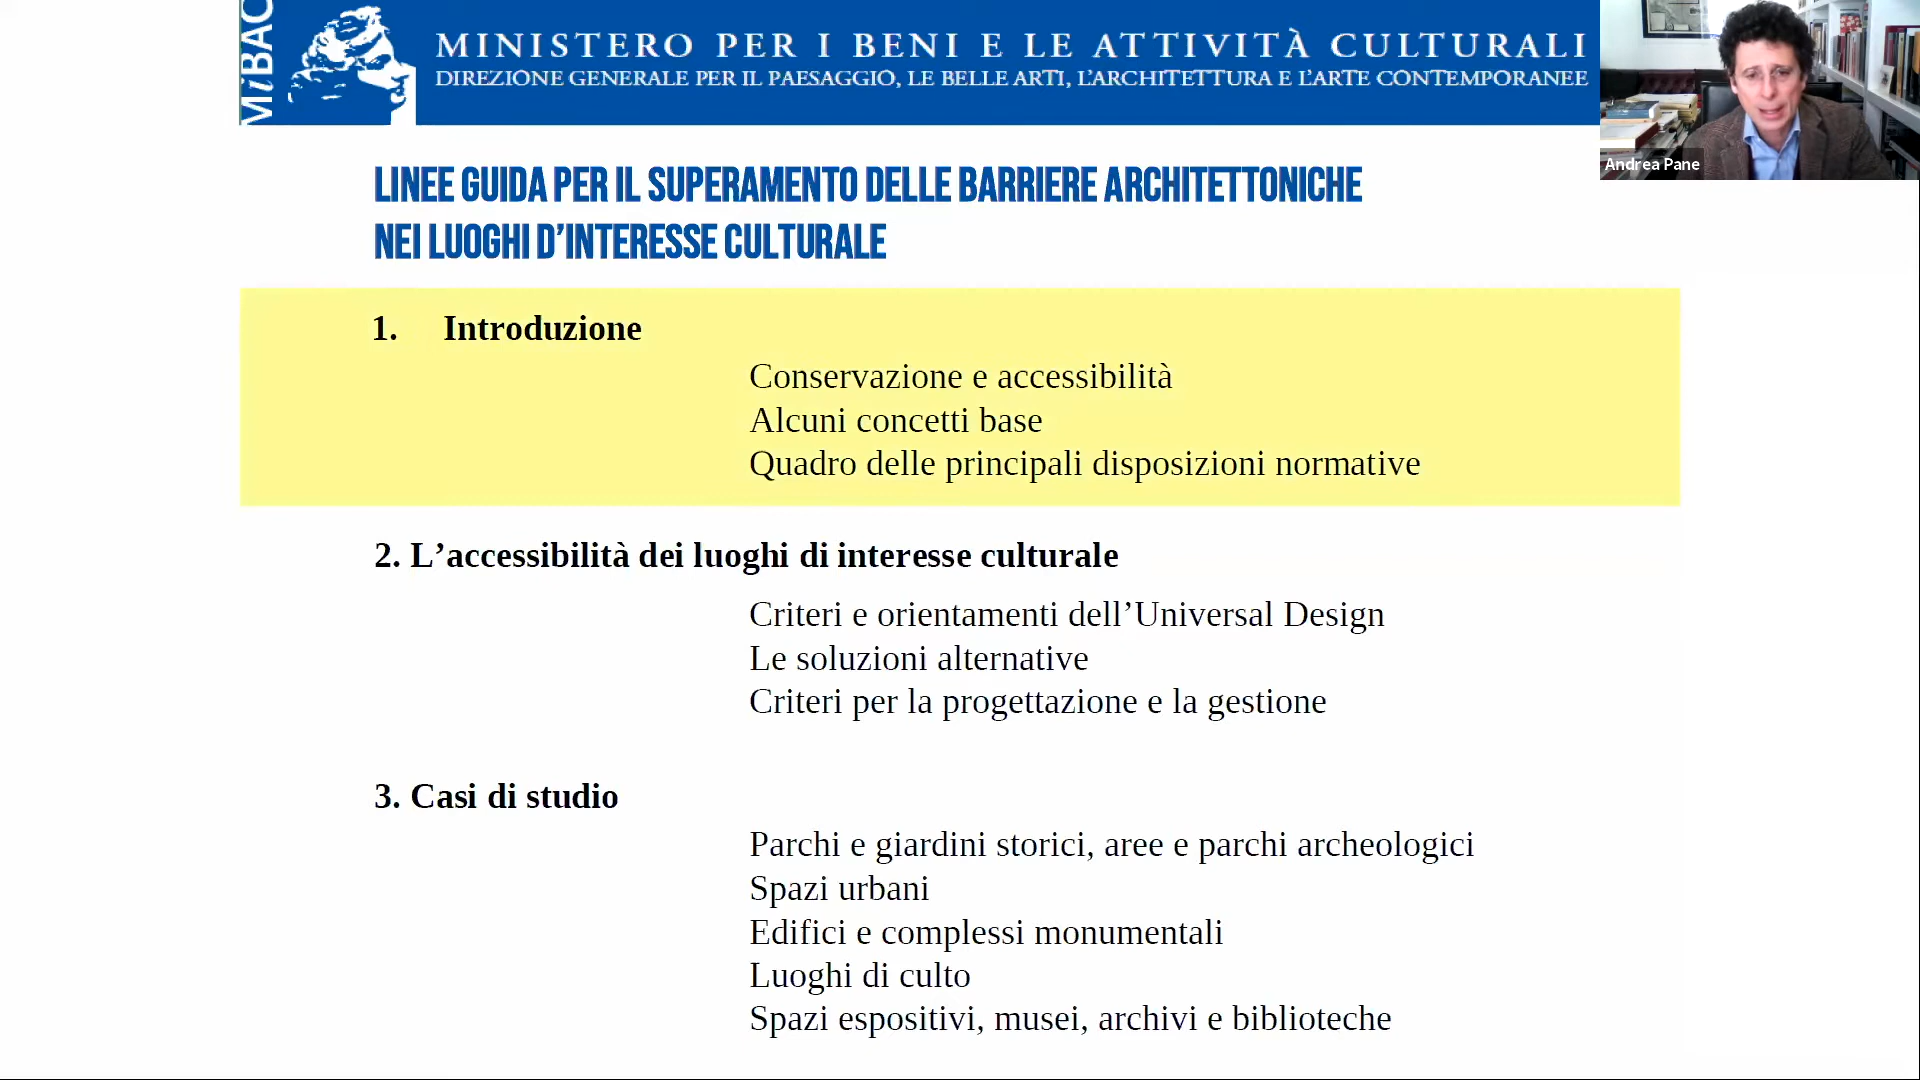 MiBAC
MINISTERO PER I BENI E LE ATTIVITÀ CULTURALI
DIREZIONE GENERALE PER IL PAESAGGIO, LE BELLE ARTI, L'ARCHITETTURA E L'ARTE CONTEMPORANEE
Andrea Pane
LINEE GUIDA PER IL SUPERAMENTO DELLE BARRIERE ARCHITETTONICHE
NEI LUOGHI D'INTERESSE CULTURALE
1. Introduzione
Conservazione e accessibilità
Alcuni concetti base
Quadro delle principali disposizioni normative
2. L’accessibilità dei luoghi di interesse culturale
Criteri e orientamenti dell’Universal Design
Le soluzioni alternative
Criteri per la progettazione e la gestione
3. Casi di studio
Parchi e giardini storici, aree e parchi archeologici
Spazi urbani
Edifici e complessi monumentali
Luoghi di culto
Spazi espositivi, musei, archivi e biblioteche